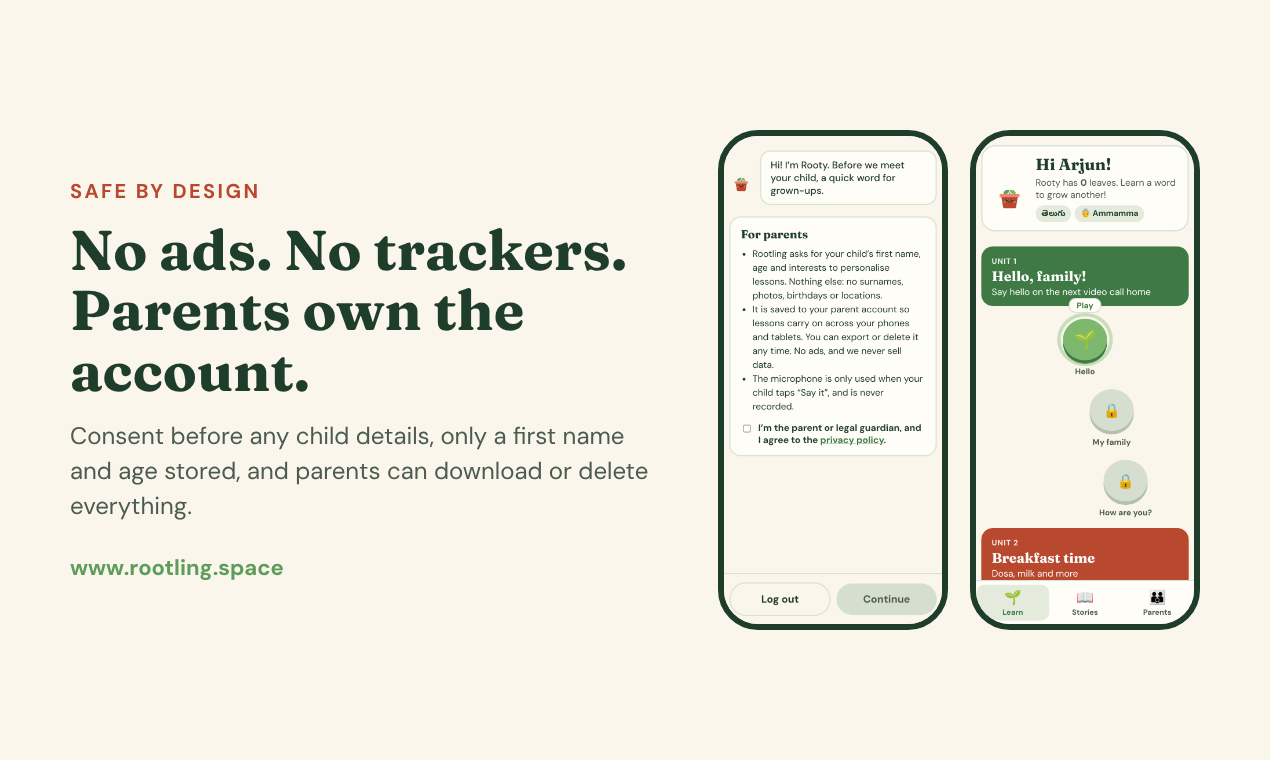 SAFE BY DESIGN
No ads. No trackers.
Parents own the
account.
Consent before any child details, only a first name
and age stored, and parents can download or delete
everything.
www.rootling.space
Hi! I'm Rooty. Before we meet
your child, a quick word for
grown-ups.
For parents
• Rootling asks for your child's first name,
age and interests to personalise
lessons. Nothing else: no surnames,
photos, birthdays or locations.
• It is saved to your parent account so
lessons carry on across your phones
and tablets. You can export or delete it
any time. No ads, and we never sell
data.
• The microphone is only used when your
child taps “Say it”, and is never
recorded.
I'm the parent or legal guardian, and
I agree to the privacy policy.
Log out
Continue
Hi Arjun!
Rooty has 0 leaves. Learn a word
to grow another!
తెలుగు
Ammamma
UNIT 1
Hello, family!
Say hello on the next video call home
Play
Hello
My family
How are you?
UNIT 2
Breakfast time
Dosa, milk and more
Learn
Stories
Parents